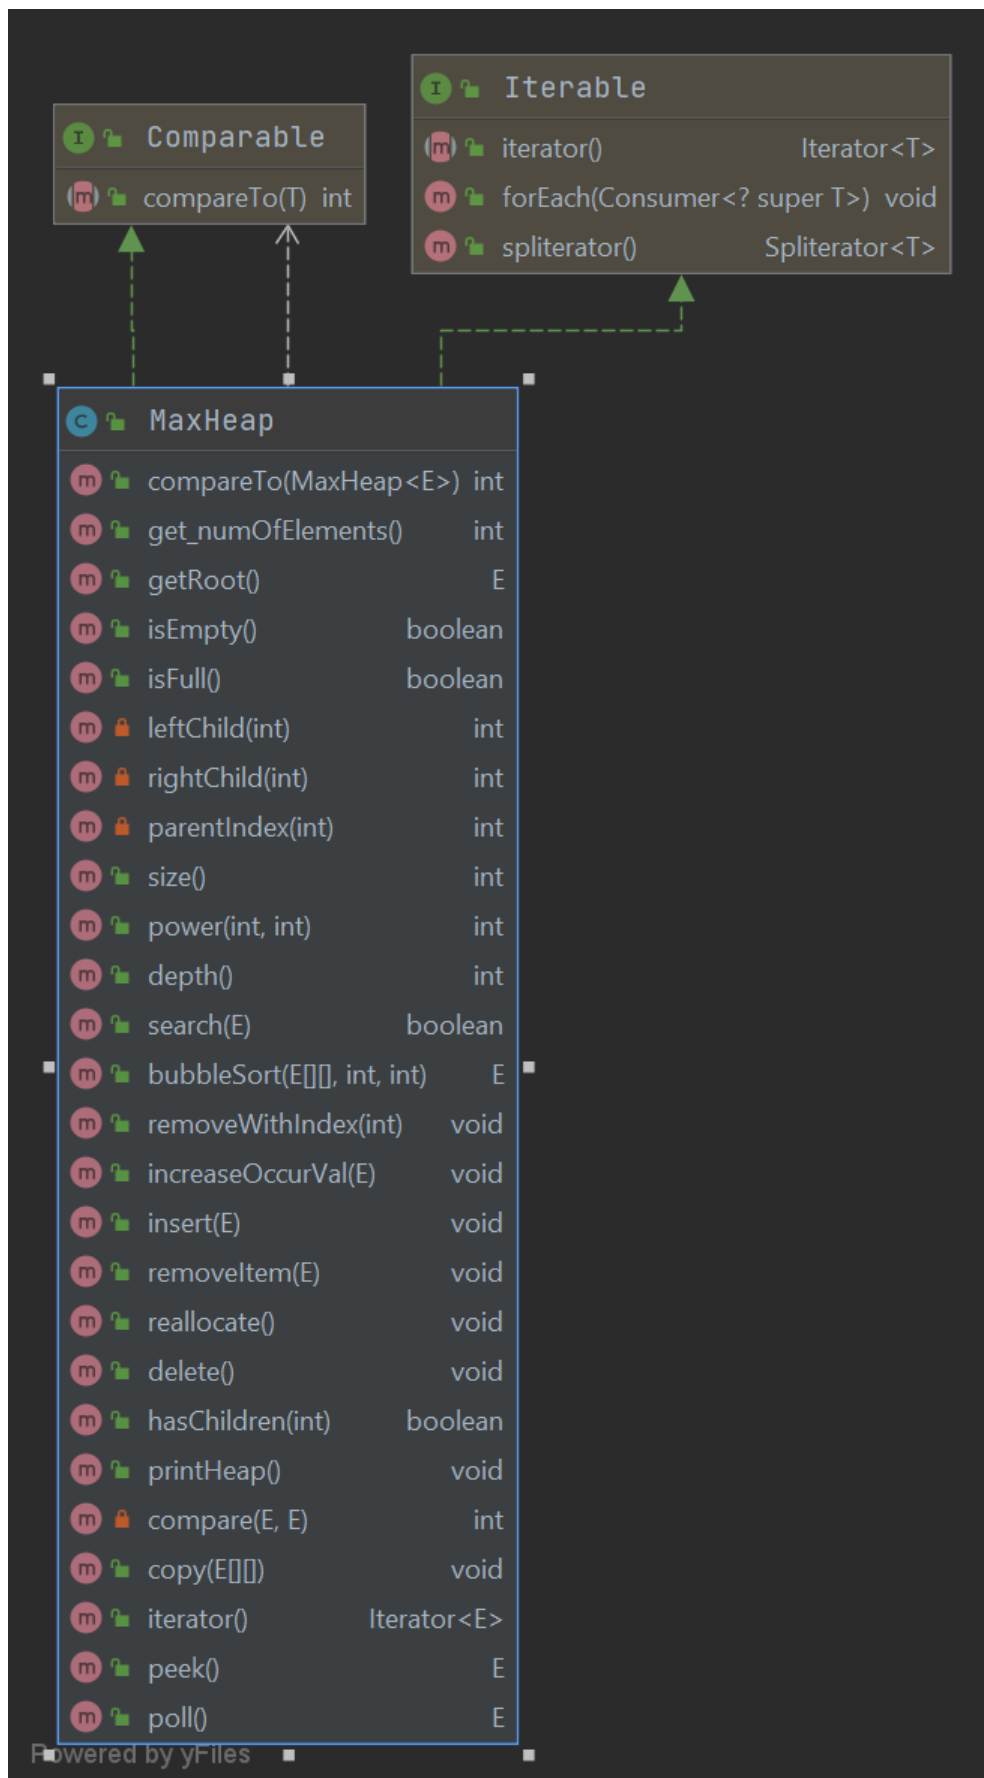 Iterable
iterator() Iterator<T>
forEach(Consumer<? super T>) void
spliterator() Spliterator<T>
Comparable
compareTo(T) int
MaxHeap
compareTo(MaxHeap<E>) int
get_numOfElements() int
getRoot() E
isEmpty() boolean
isFull() boolean
leftChild(int) int
rightChild(int) int
parentIndex(int) int
size() int
power(int, int) int
depth() int
search(E) boolean
bubbleSort(E[][], int, int) E
removeWithIndex(int) void
increaseOccurVal(E) void
insert(E) void
removeItem(E) void
reallocate() void
delete() void
hasChildren(int) boolean
printHeap() void
compare(E, E) int
copy(E[][]) void
iterator() Iterator<E>
peek() E
poll() E
Powered by yFiles